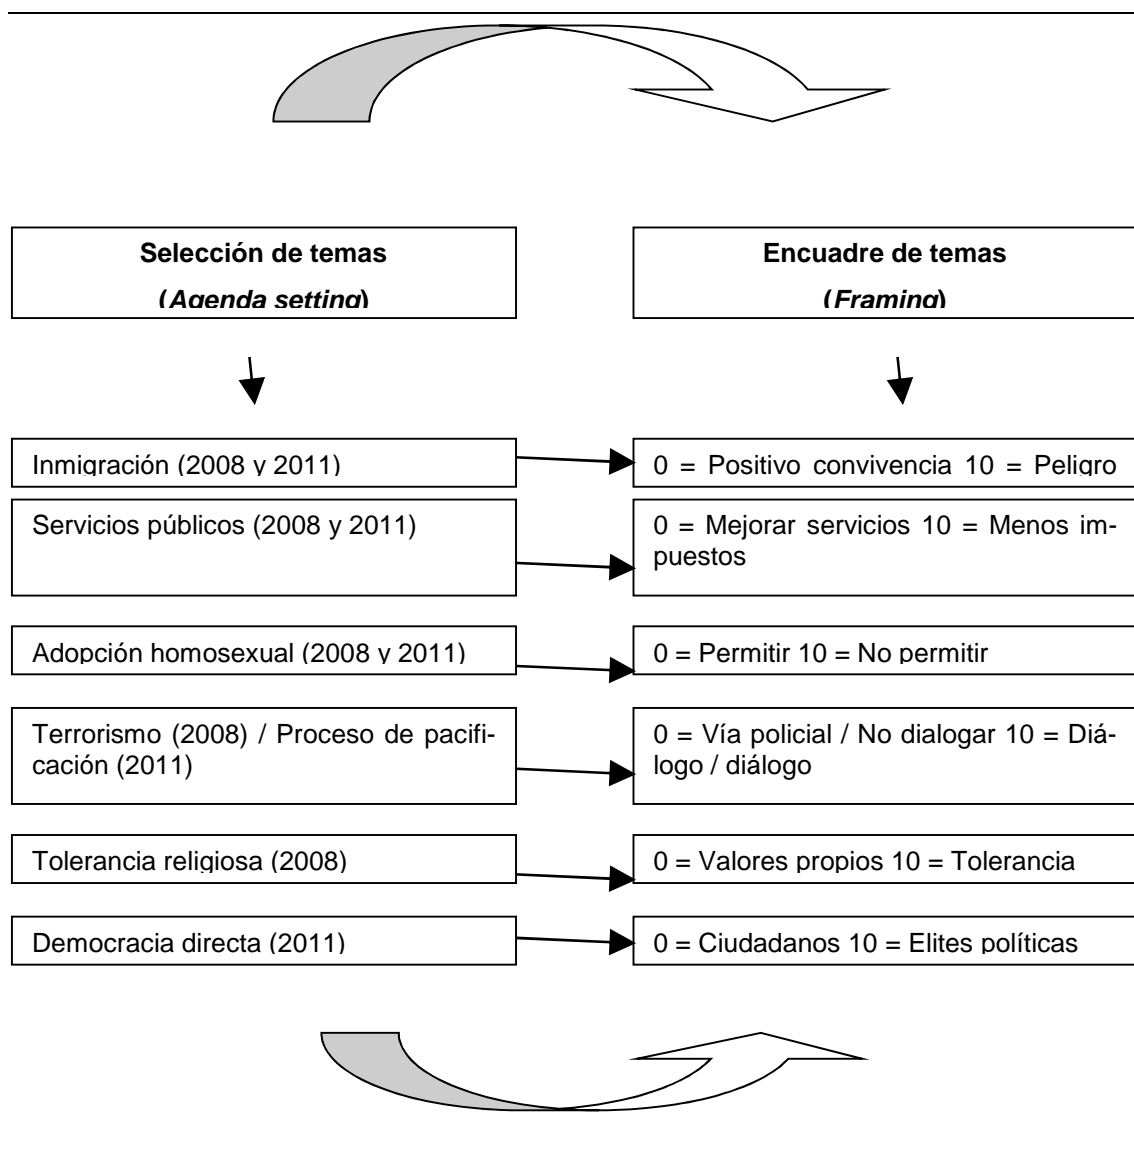 Selección de temas
(Agenda setting)
Encuadre de temas
(Framing)
Inmigración (2008 y 2011)
0 = Positivo convivencia 10 = Peligro
Servicios públicos (2008 y 2011)
0 = Mejorar servicios 10 = Menos im-
puestos
Adopción homosexual (2008 y 2011)
0 = Permitir 10 = No permitir
Terrorismo (2008) / Proceso de pacifi-
cación (2011)
0 = Vía policial / No dialogar 10 = Diá-
logo / diálogo
Tolerancia religiosa (2008)
0 = Valores propios 10 = Tolerancia
Democracia directa (2011)
0 = Ciudadanos 10 = Elites políticas